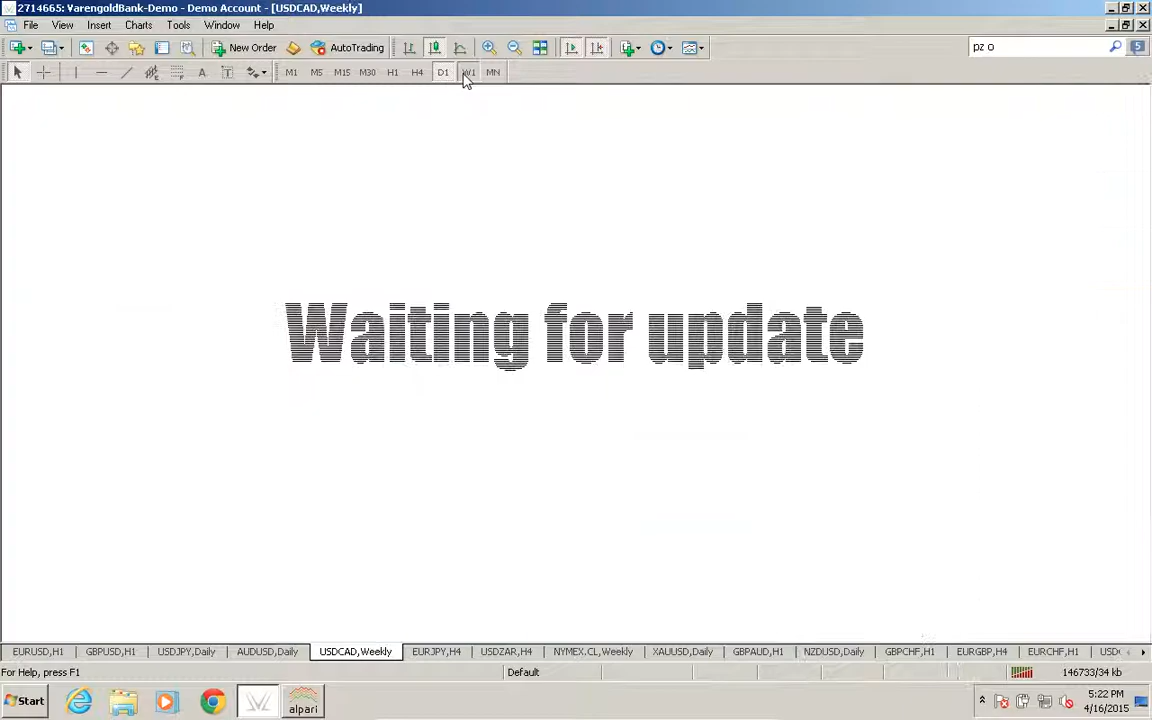 2714665: VarengoldBank-Demo - Demo Account - [USDCAD,Weekly]
File View Insert Charts Tools Window Help
New Order AutoTrading pz o 5
A T M1 M5 M15 M30 H1 H4 D1 W1 MN
Waiting for update
EURUSD,H1 GBPUSD,H1 USDJPY,Daily AUDUSD,Daily USDCAD,Weekly EURJPY,H4 USDZAR,H4 NYMEX.CL,Weekly XAUUSD,Daily GBPAUD,H1 NZDUSD,Daily GBPCHF,H1 EURGBP,H4 EURCHF,H1
For Help, press F1 Default 146733/34 kb
Start alpari 5:22 PM
4/16/2015